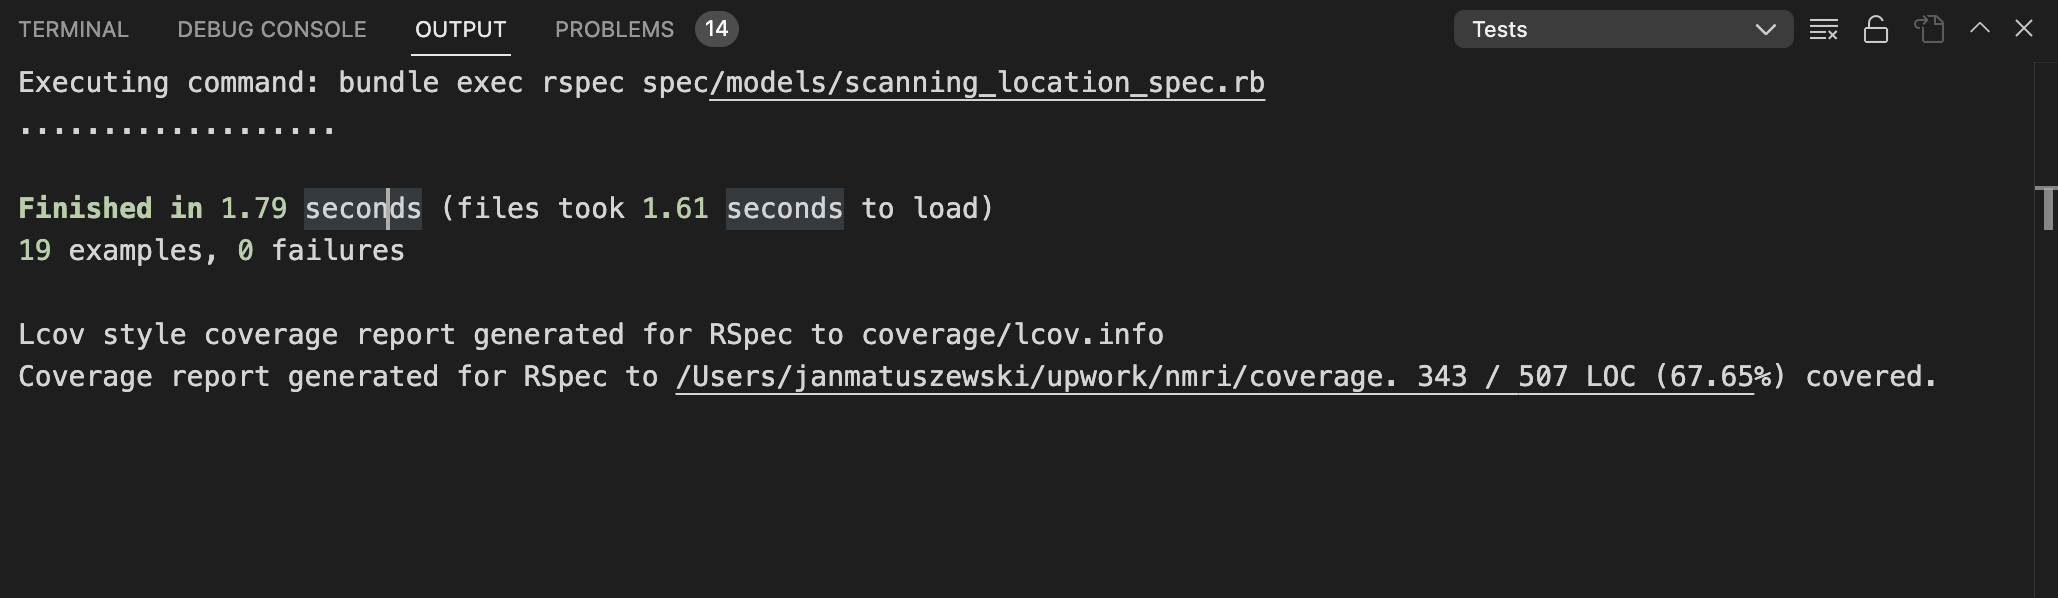 TERMINAL DEBUG CONSOLE OUTPUT PROBLEMS 14 Tests
Executing command: bundle exec rspec spec/models/scanning_location_spec.rb
...................
Finished in 1.79 seconds (files took 1.61 seconds to load)
19 examples, 0 failures
Lcov style coverage report generated for RSpec to coverage/lcov.info
Coverage report generated for RSpec to /Users/janmatuszewski/upwork/nmri/coverage. 343 / 507 LOC (67.65%) covered.